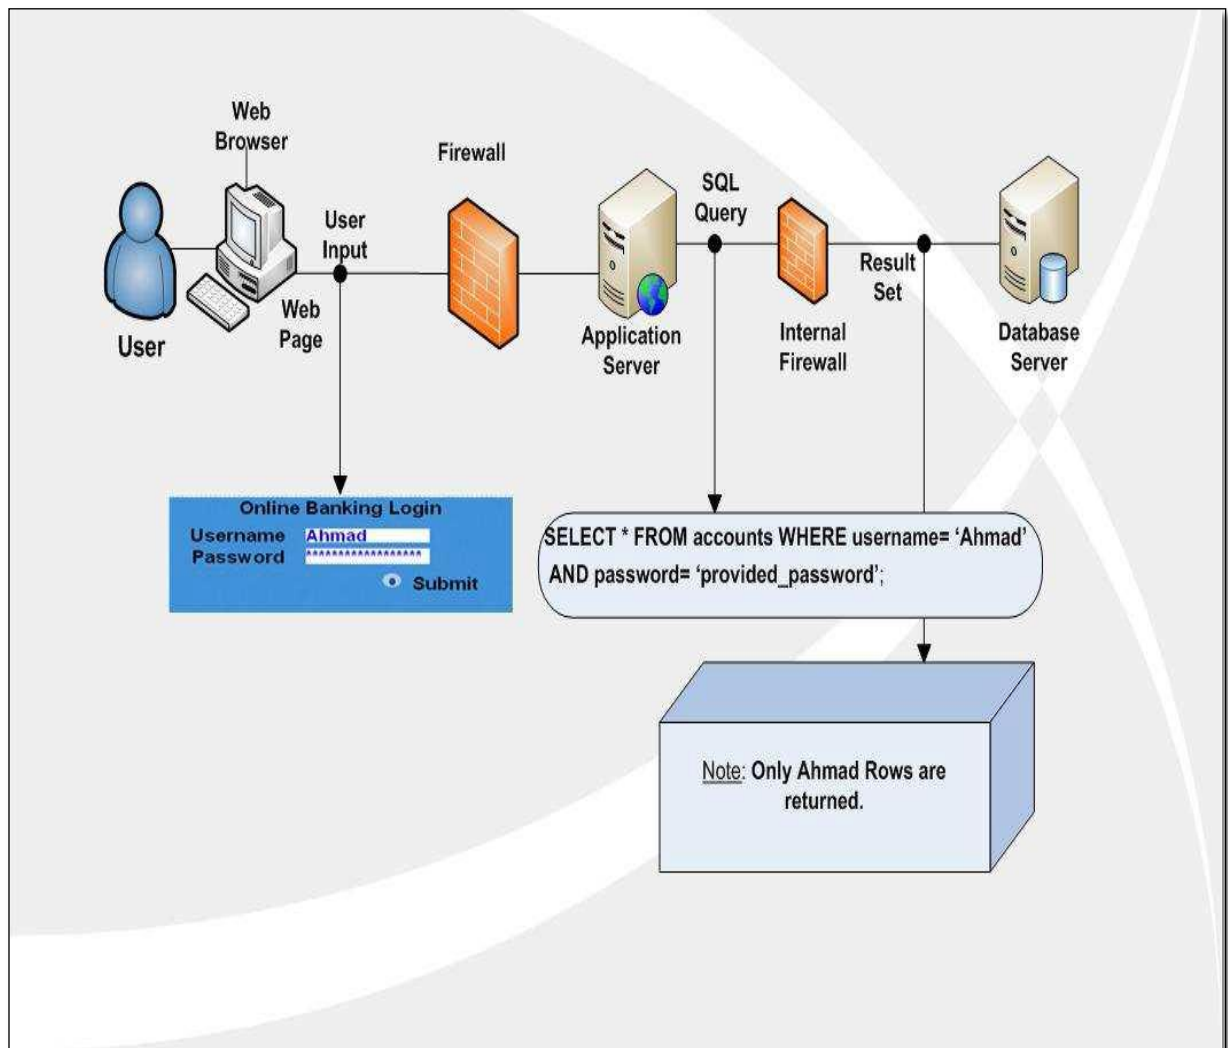 Web
Browser
Firewall
SQL
Query
User
Input
Result
Set
Web
Page
User
Application
Server
Internal
Firewall
Database
Server
Online Banking Login
Username Ahmad
Password ******************
Submit
SELECT * FROM accounts WHERE username= ‘Ahmad’
AND password= ‘provided_password’;
Note: Only Ahmad Rows are
returned.